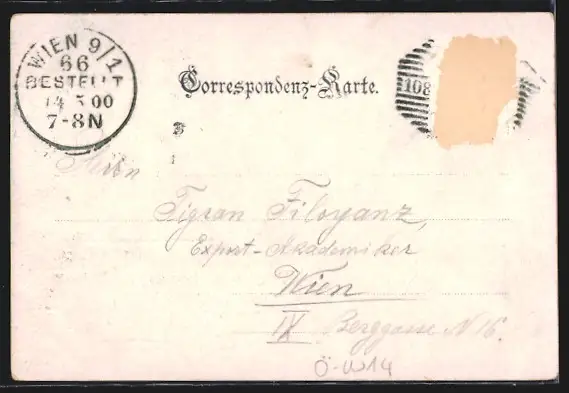 WIEN 9/1
66
BESTELLT
14 5 00
7-8N
Correspondenz-Karte.
108
Tigran Filoyanz,
Export-Akademiker
Wien
IX Berggasse N 16.
Ö-W14